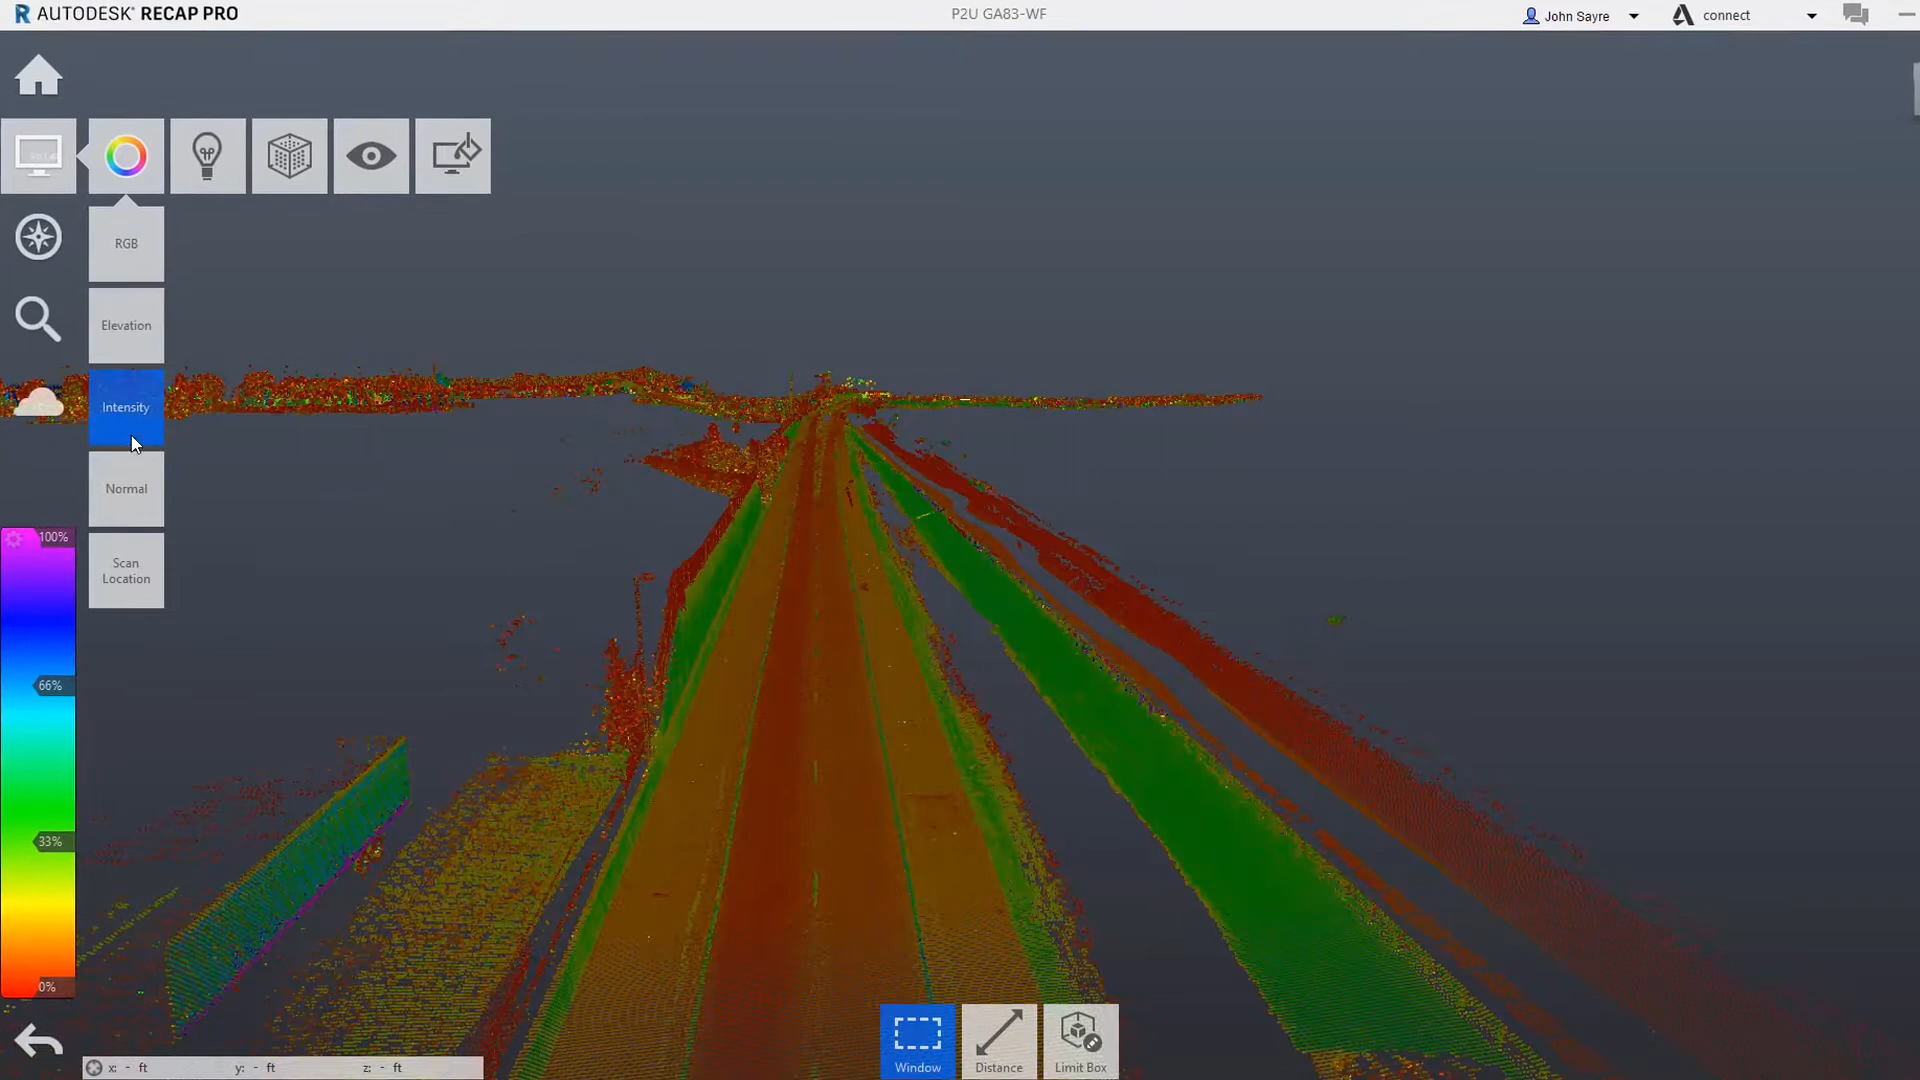 AUTODESK® RECAP PRO
P2U GA83-WF
John Sayre
connect
RGB
Elevation
Intensity
Normal
Scan
Location
100%
66%
33%
0%
Window
Distance
Limit Box
x: - ft y: - ft z: - ft